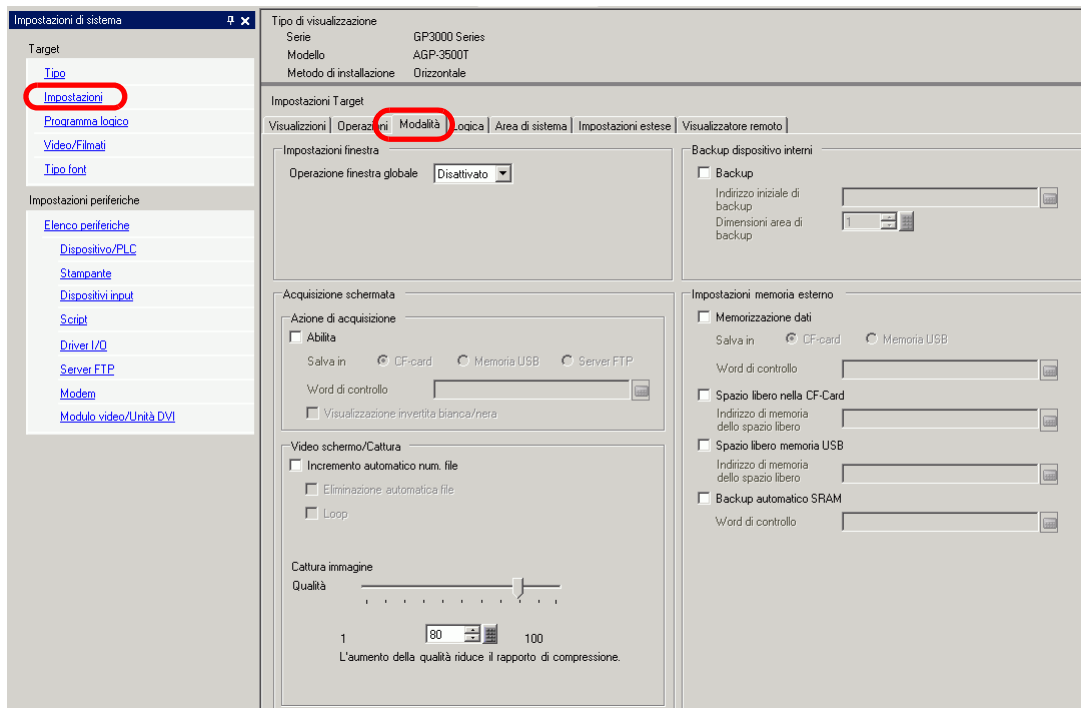 Impostazioni di sistema
Target
Tipo
Impostazioni
Programma logico
Video/Filmati
Tipo font
Impostazioni periferiche
Elenco periferiche
Dispositivo/PLC
Stampante
Dispositivi input
Script
Driver I/O
Server FTP
Modem
Modulo video/Unità DVI
Tipo di visualizzazione
Serie GP3000 Series
Modello AGP-3500T
Metodo di installazione Orizzontale
Impostazioni Target
Visualizzioni Operazioni Modalità Logica Area di sistema Impostazioni estese Visualizzatore remoto
Impostazioni finestra
Operazione finestra globale Disattivato
Acquisizione schermata
Azione di acquisizione
Abilita
Salva in CF-card Memoria USB Server FTP
Word di controllo
Visualizzazione invertita bianca/nera
Video schermo/Cattura
Incremento automatico num. file
Eliminazione automatica file
Loop
Cattura immagine
Qualità
1 80 100
L'aumento della qualità riduce il rapporto di compressione.
Backup dispositivo interni
Backup
Indirizzo iniziale di
backup
Dimensioni area di
backup
1
Impostazioni memoria esterno
Memorizzazione dati
Salva in CF-card Memoria USB
Word di controllo
Spazio libero nella CF-Card
Indirizzo di memoria
dello spazio libero
Spazio libero memoria USB
Indirizzo di memoria
dello spazio libero
Backup automatico SRAM
Word di controllo